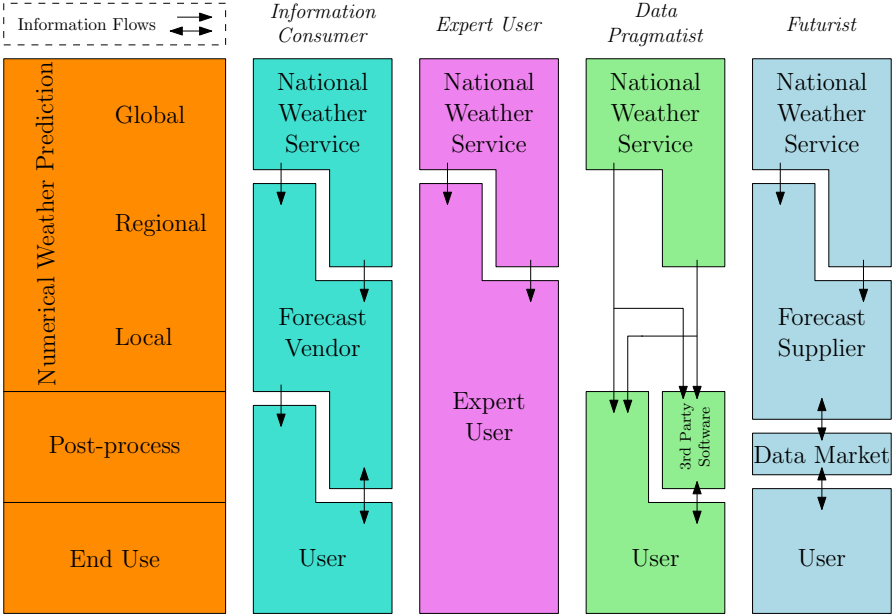 Information Flows
Information
Consumer
Expert User
Data
Pragmatist
Futurist
Numerical Weather Prediction
Global
Regional
Local
Post-process
End Use
National
Weather
Service
Forecast
Vendor
User
National
Weather
Service
Expert
User
National
Weather
Service
3rd Party
Software
User
National
Weather
Service
Forecast
Supplier
Data Market
User